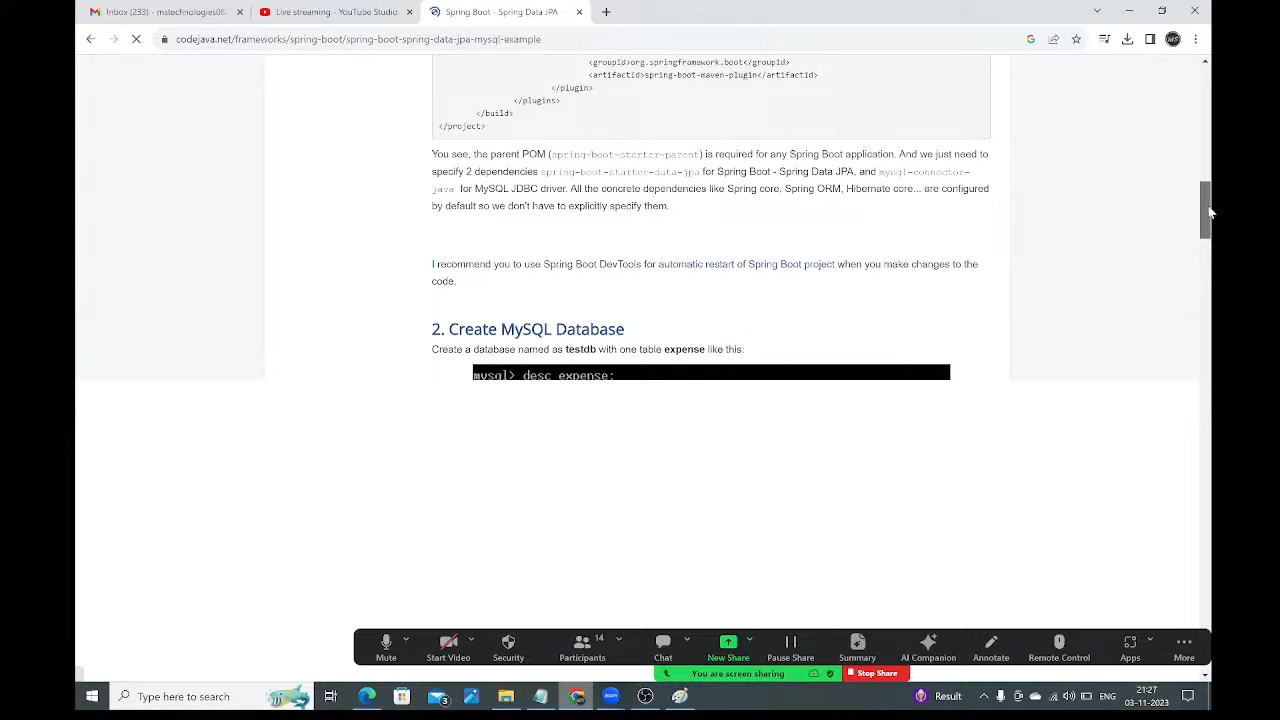 Inbox (233) - mstechnologies08
Live streaming - YouTube Studio
Spring Boot - Spring Data JPA
codejava.net/frameworks/spring-boot/spring-boot-spring-data-jpa-mysql-example
<groupId>org.springframework.boot</groupId>
<artifactId>spring-boot-maven-plugin</artifactId>
</plugin>
</plugins>
</build>
</project>
You see, the parent POM (spring-boot-starter-parent) is required for any Spring Boot application. And we just need to
specify 2 dependencies spring-boot-starter-data-jpa for Spring Boot - Spring Data JPA, and mysql-connector-
java for MySQL JDBC driver. All the concrete dependencies like Spring core, Spring ORM, Hibernate core... are configured
by default so we don't have to explicitly specify them.
I recommend you to use Spring Boot DevTools for automatic restart of Spring Boot project when you make changes to the
code.
2. Create MySQL Database
Create a database named as testdb with one table expense like this:
mysql> desc expense;
14
Mute
Start Video
Security
Participants
Chat
New Share
Pause Share
Summary
AI Companion
Annotate
Remote Control
Apps
More
You are screen sharing
Stop Share
Type here to search
zoom
Result
ENG
21:27
03-11-2023